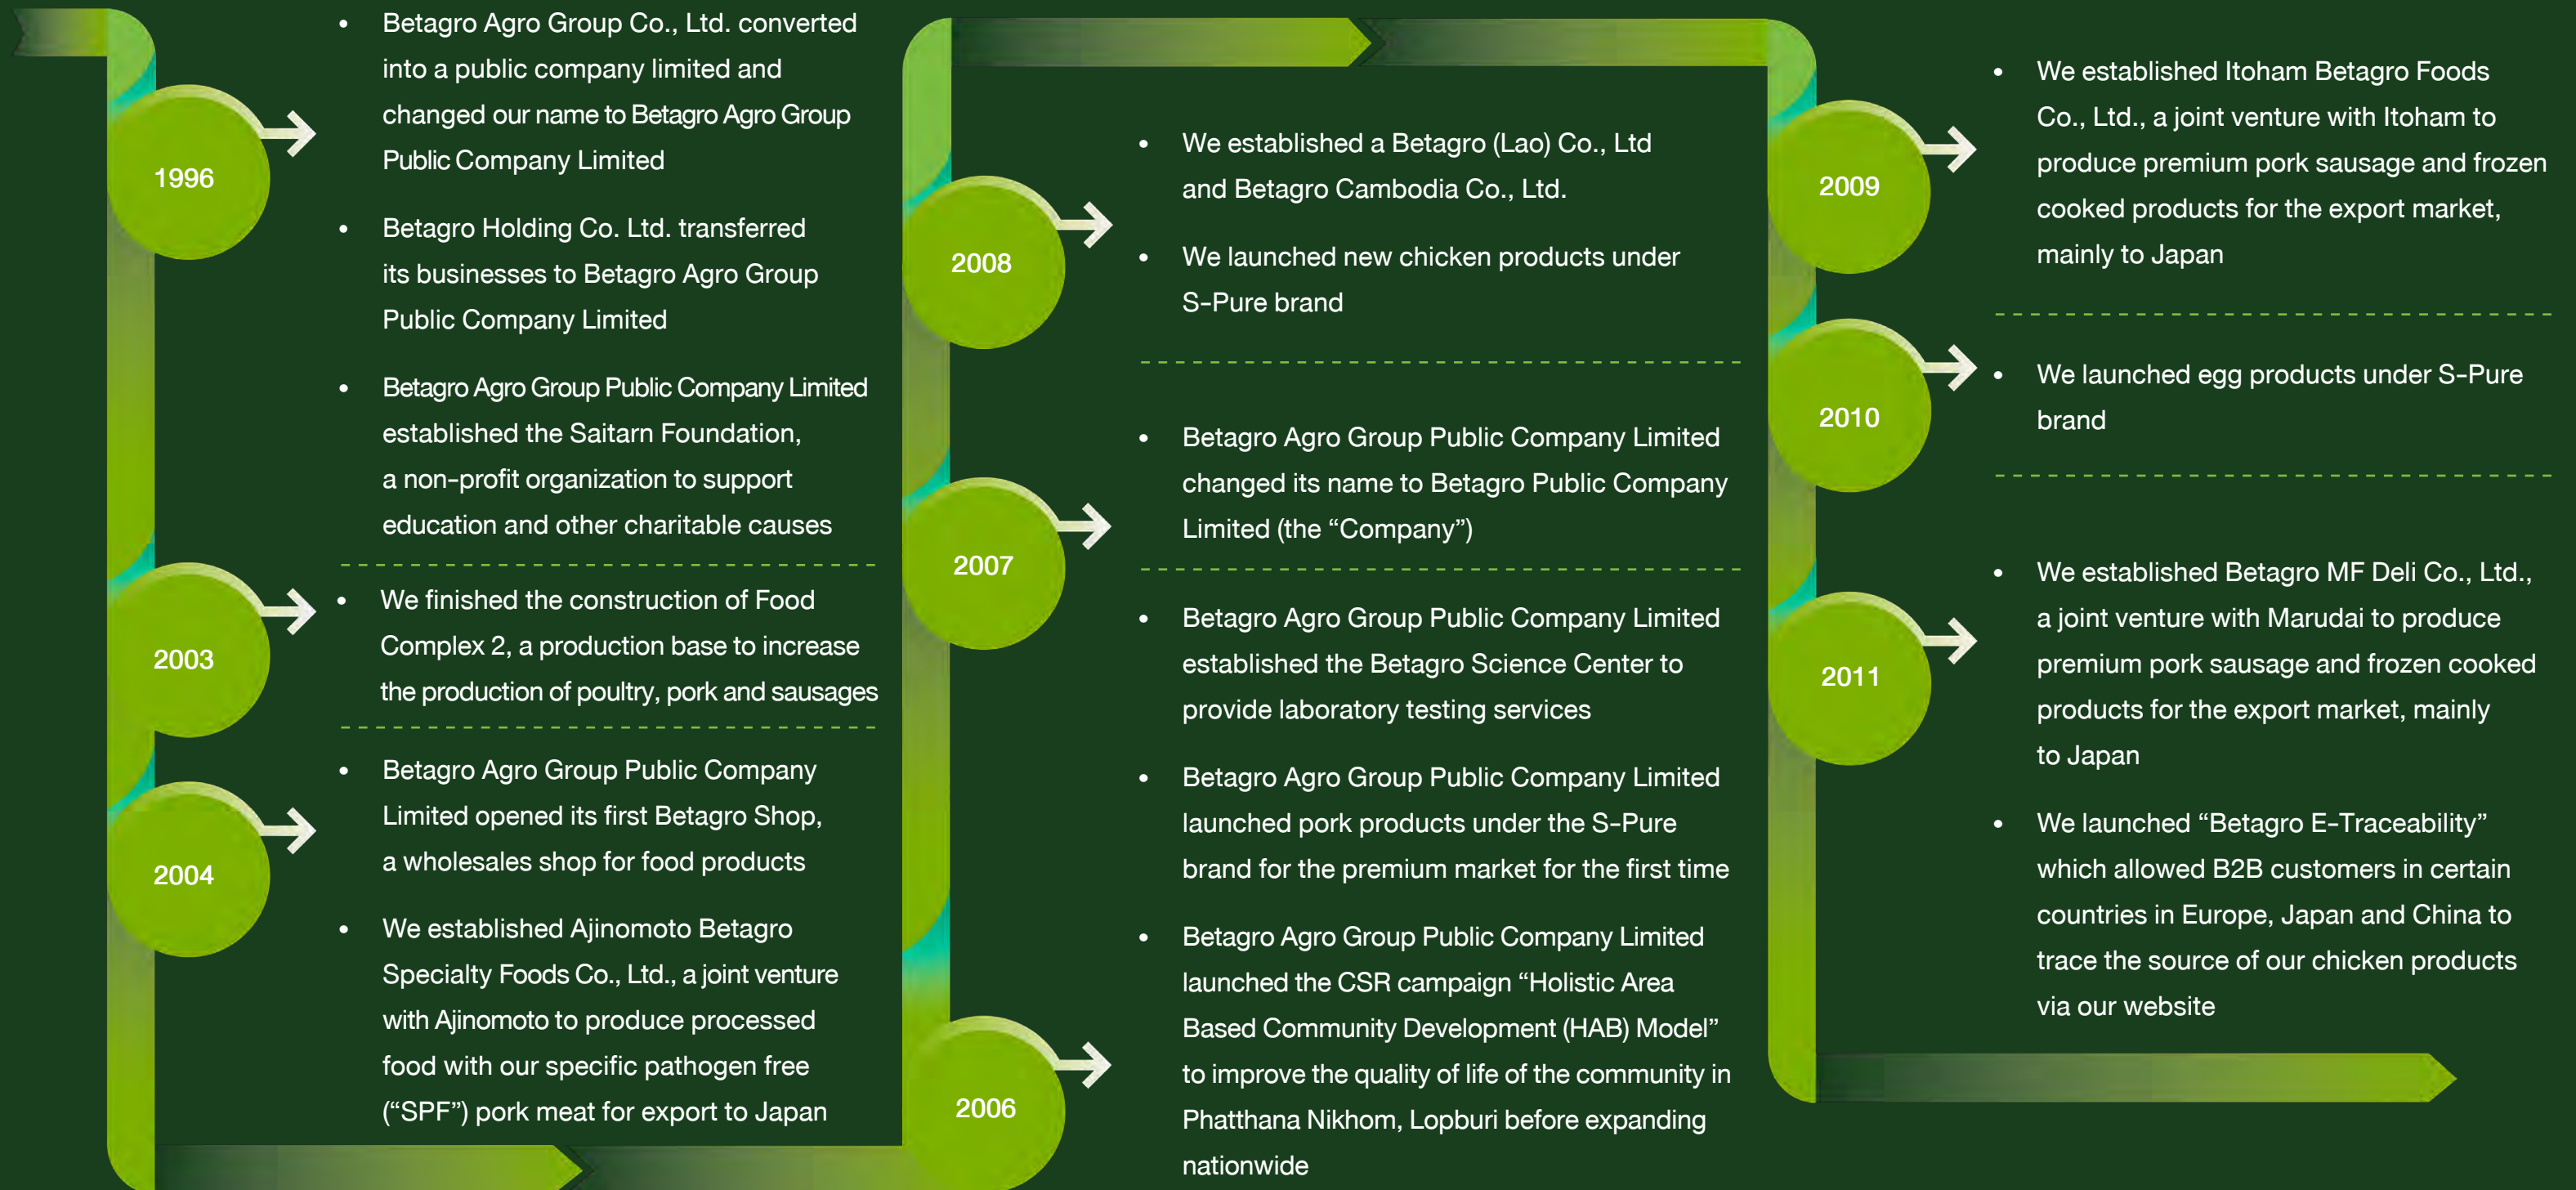 1996
• Betagro Agro Group Co., Ltd. converted
into a public company limited and
changed our name to Betagro Agro Group
Public Company Limited
• Betagro Holding Co. Ltd. transferred
its businesses to Betagro Agro Group
Public Company Limited
• Betagro Agro Group Public Company Limited
established the Saitarn Foundation,
a non-profit organization to support
education and other charitable causes
2003
• We finished the construction of Food
Complex 2, a production base to increase
the production of poultry, pork and sausages
2004
• Betagro Agro Group Public Company
Limited opened its first Betagro Shop,
a wholesales shop for food products
• We established Ajinomoto Betagro
Specialty Foods Co., Ltd., a joint venture
with Ajinomoto to produce processed
food with our specific pathogen free
(“SPF”) pork meat for export to Japan
2008
• We established a Betagro (Lao) Co., Ltd
and Betagro Cambodia Co., Ltd.
• We launched new chicken products under
S-Pure brand
2007
• Betagro Agro Group Public Company Limited
changed its name to Betagro Public Company
Limited (the “Company”)
2006
• Betagro Agro Group Public Company Limited
established the Betagro Science Center to
provide laboratory testing services
• Betagro Agro Group Public Company Limited
launched pork products under the S-Pure
brand for the premium market for the first time
• Betagro Agro Group Public Company Limited
launched the CSR campaign “Holistic Area
Based Community Development (HAB) Model”
to improve the quality of life of the community in
Phatthana Nikhom, Lopburi before expanding
nationwide
2009
• We established Itoham Betagro Foods
Co., Ltd., a joint venture with Itoham to
produce premium pork sausage and frozen
cooked products for the export market,
mainly to Japan
2010
• We launched egg products under S-Pure
brand
2011
• We established Betagro MF Deli Co., Ltd.,
a joint venture with Marudai to produce
premium pork sausage and frozen cooked
products for the export market, mainly
to Japan
• We launched “Betagro E-Traceability”
which allowed B2B customers in certain
countries in Europe, Japan and China to
trace the source of our chicken products
via our website